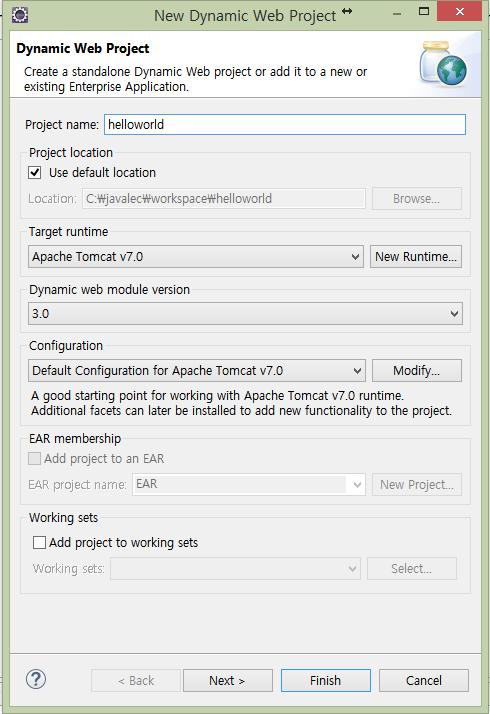 New Dynamic Web Project
Dynamic Web Project
Create a standalone Dynamic Web project or add it to a new or
existing Enterprise Application.
Project name: helloworld
Project location
Use default location
Location: C:₩javalec₩workspace₩helloworld Browse...
Target runtime
Apache Tomcat v7.0 New Runtime...
Dynamic web module version
3.0
Configuration
Default Configuration for Apache Tomcat v7.0 Modify...
A good starting point for working with Apache Tomcat v7.0 runtime.
Additional facets can later be installed to add new functionality to the project.
EAR membership
Add project to an EAR
EAR project name: EAR New Project...
Working sets
Add project to working sets
Working sets: Select...
? < Back Next > Finish Cancel